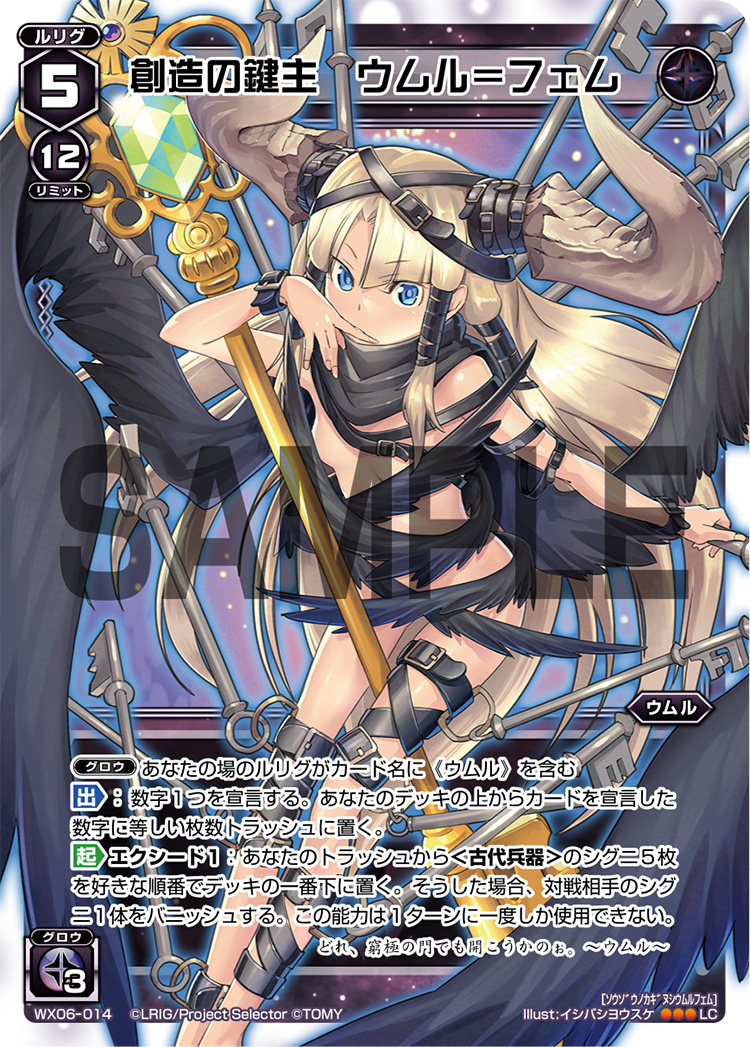 ルリグ
5
創造の鍵主 ウムル＝フェム
12
リミット
SAMPLE
ウムル
グロウ あなたの場のルリグがカード名に《ウムル》を含む
出：数字1つを宣言する。あなたのデッキの上からカードを宣言した
数字に等しい枚数トラッシュに置く。
起 エクシード1：あなたのトラッシュから<古代兵器>のシグニ5枚
を好きな順番でデッキの一番下に置く。そうした場合、対戦相手のシグ
ニ1体をバニッシュする。この能力は1ターンに一度しか使用できない。
どれ、窮極の門でも開こうかのぉ。～ウムル～
グロウ
3
[ソウゾウノカギヌシウムルフェム]
WX06-014 ©LRIG/Project Selector ©TOMY Illust:イシバシヨウスケ LC